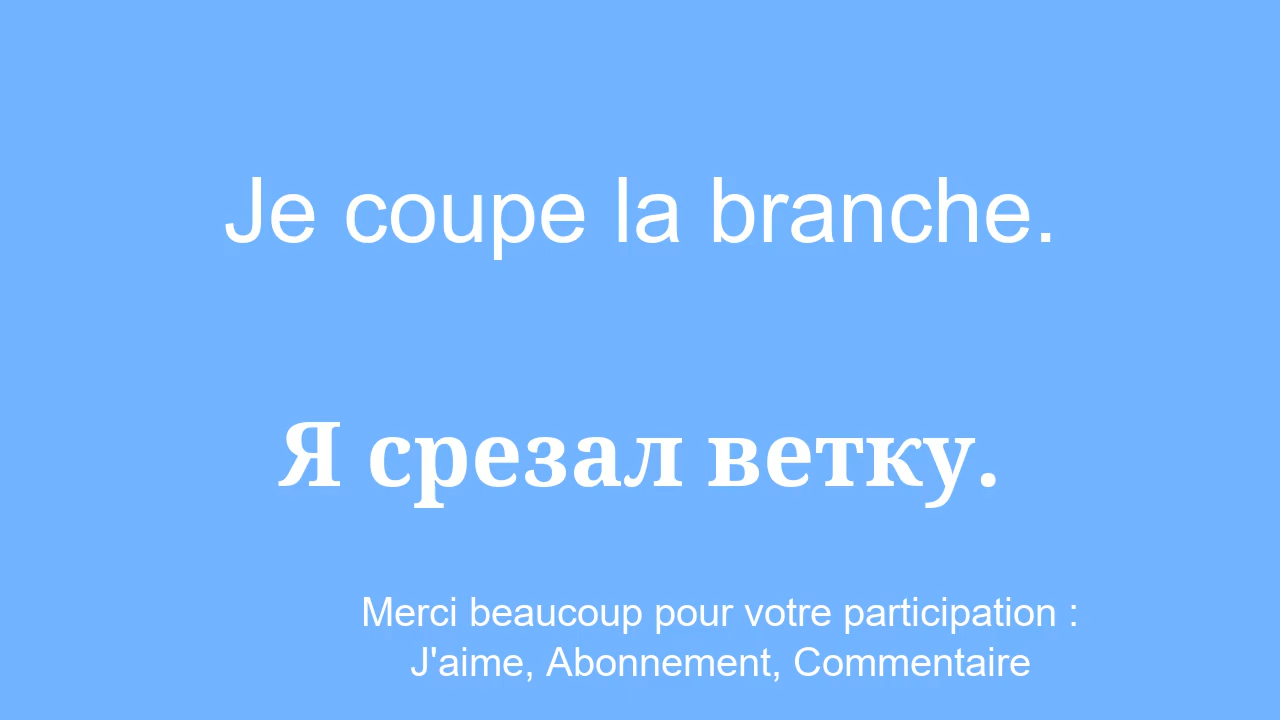 Je coupe la branche.
Я срезал ветку.
Merci beaucoup pour votre participation :
J'aime, Abonnement, Commentaire